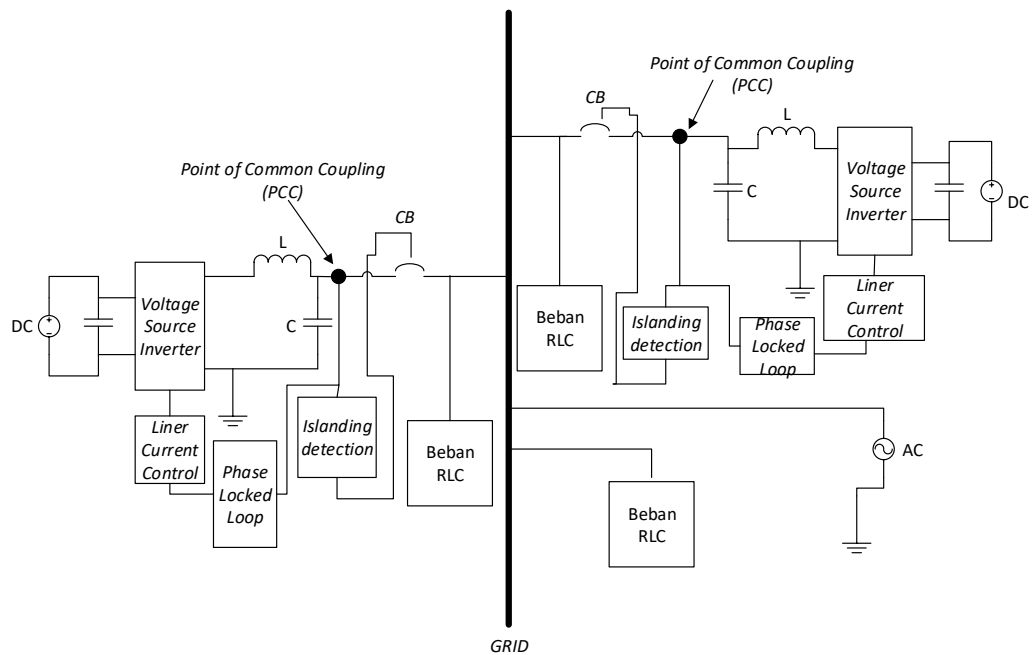 Point of Common Coupling
(PCC)
CB
L
C
Voltage
Source
Inverter
DC
Liner
Current
Control
Phase
Locked
Loop
Islanding
detection
Beban
RLC
Point of Common Coupling
(PCC)
CB
L
C
Voltage
Source
Inverter
DC
Liner
Current
Control
Phase
Locked
Loop
Islanding
detection
Beban
RLC
AC
Beban
RLC
GRID